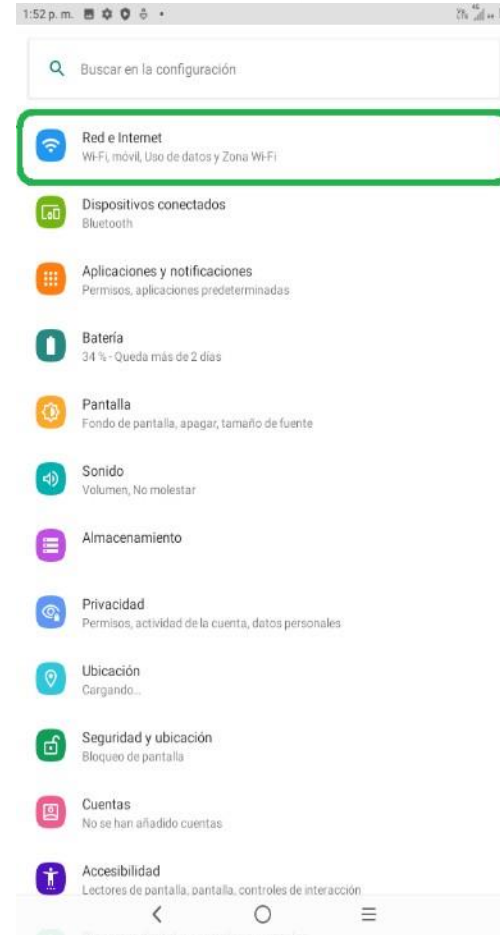 1:52 p. m.
Buscar en la configuración
Red e Internet
Wi-Fi, móvil, Uso de datos y Zona Wi-Fi
Dispositivos conectados
Bluetooth
Aplicaciones y notificaciones
Permisos, aplicaciones predeterminadas
Batería
34 % - Queda más de 2 días
Pantalla
Fondo de pantalla, apagar, tamaño de fuente
Sonido
Volumen, No molestar
Almacenamiento
Privacidad
Permisos, actividad de la cuenta, datos personales
Ubicación
Cargando...
Seguridad y ubicación
Bloqueo de pantalla
Cuentas
No se han añadido cuentas
Accesibilidad
Lectores de pantalla, pantalla, controles de interacción